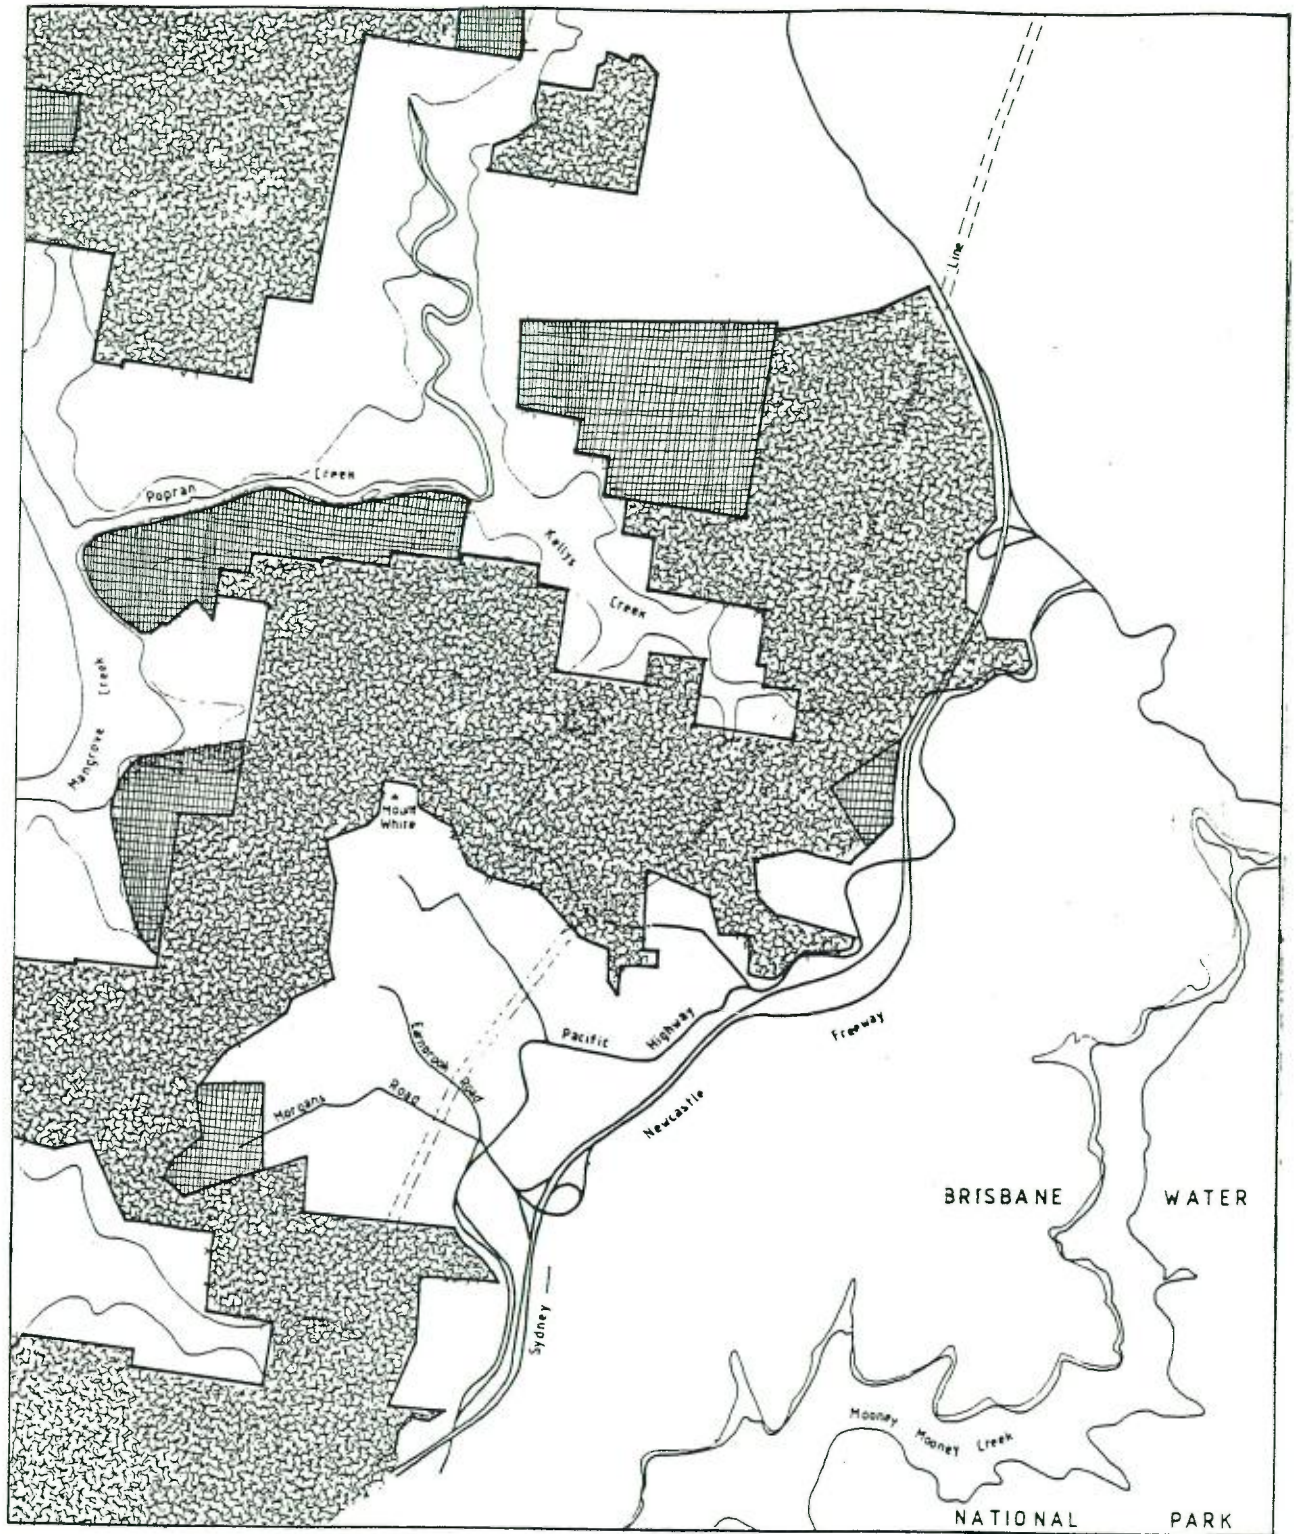 Line
Popran Creek
Kellys
Creek
Mangrove Creek
Mount
White
Pacific Highway
Freeway
Road
Morgans Road
Newcastle
BRISBANE WATER
Sydney —
Mooney
Mooney Creek
NATIONAL PARK